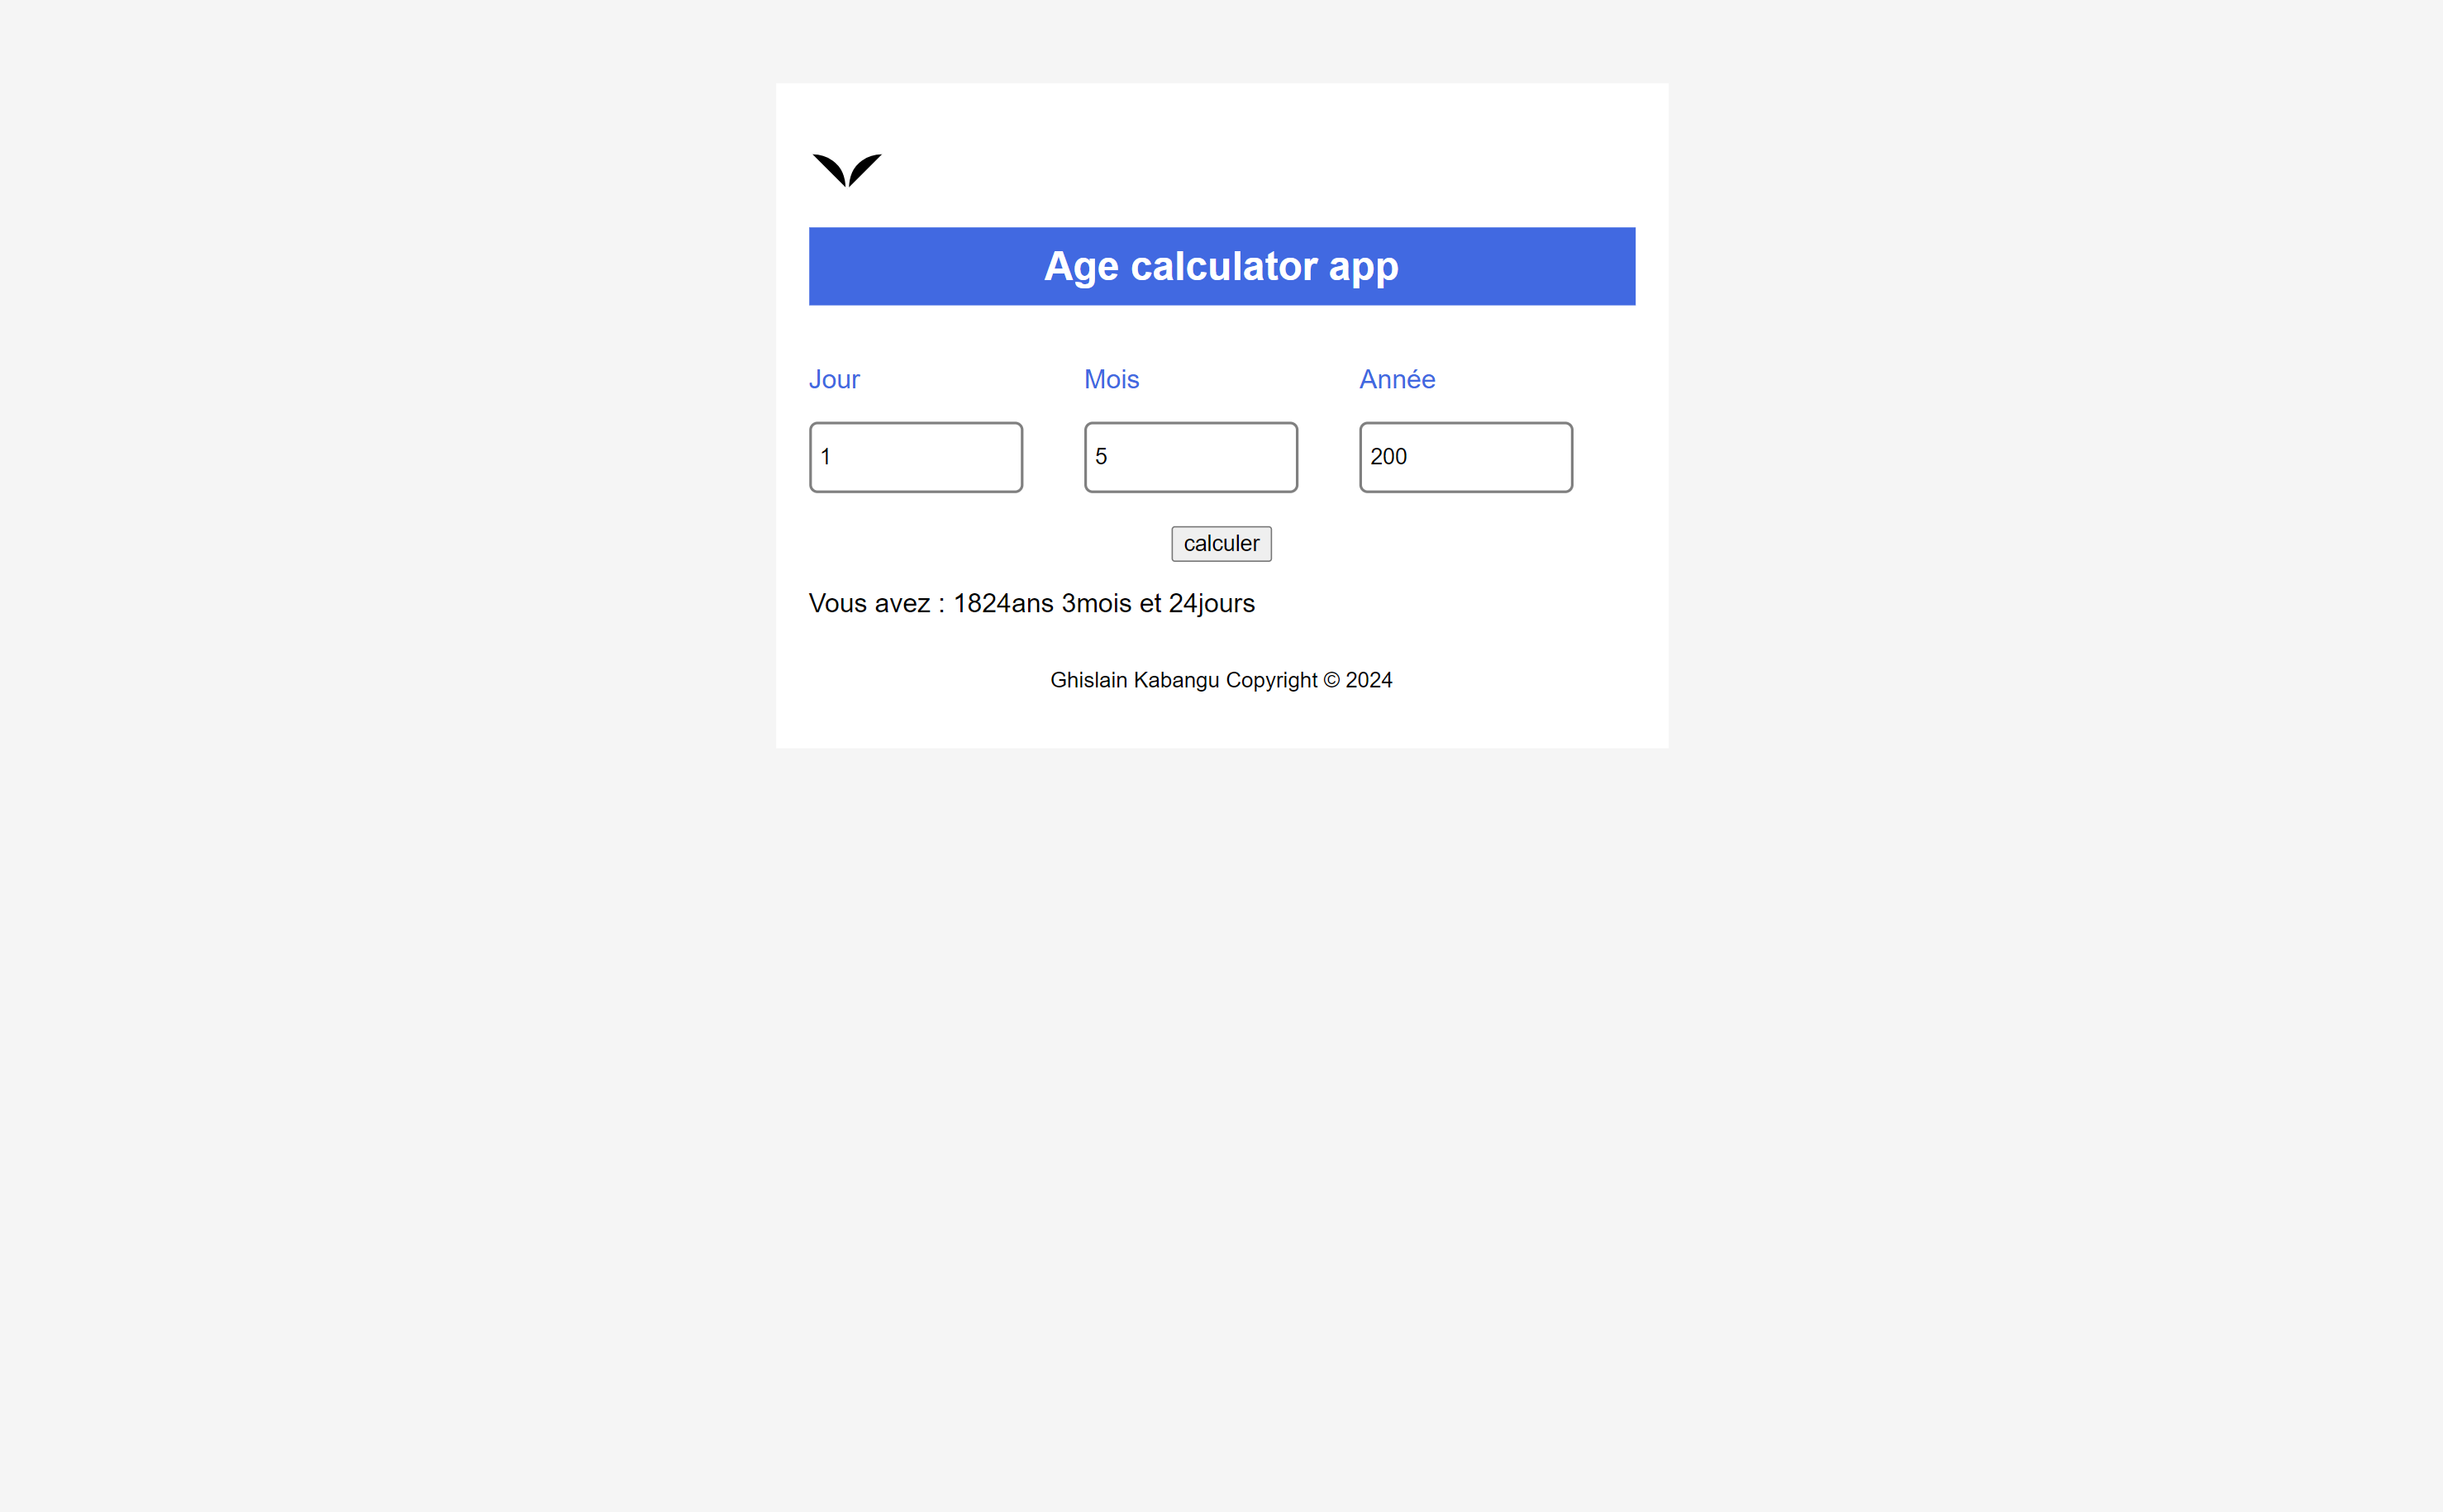 Age calculator app
Jour Mois Année
1 5 200
calculer
Vous avez : 1824ans 3mois et 24jours
Ghislain Kabangu Copyright © 2024